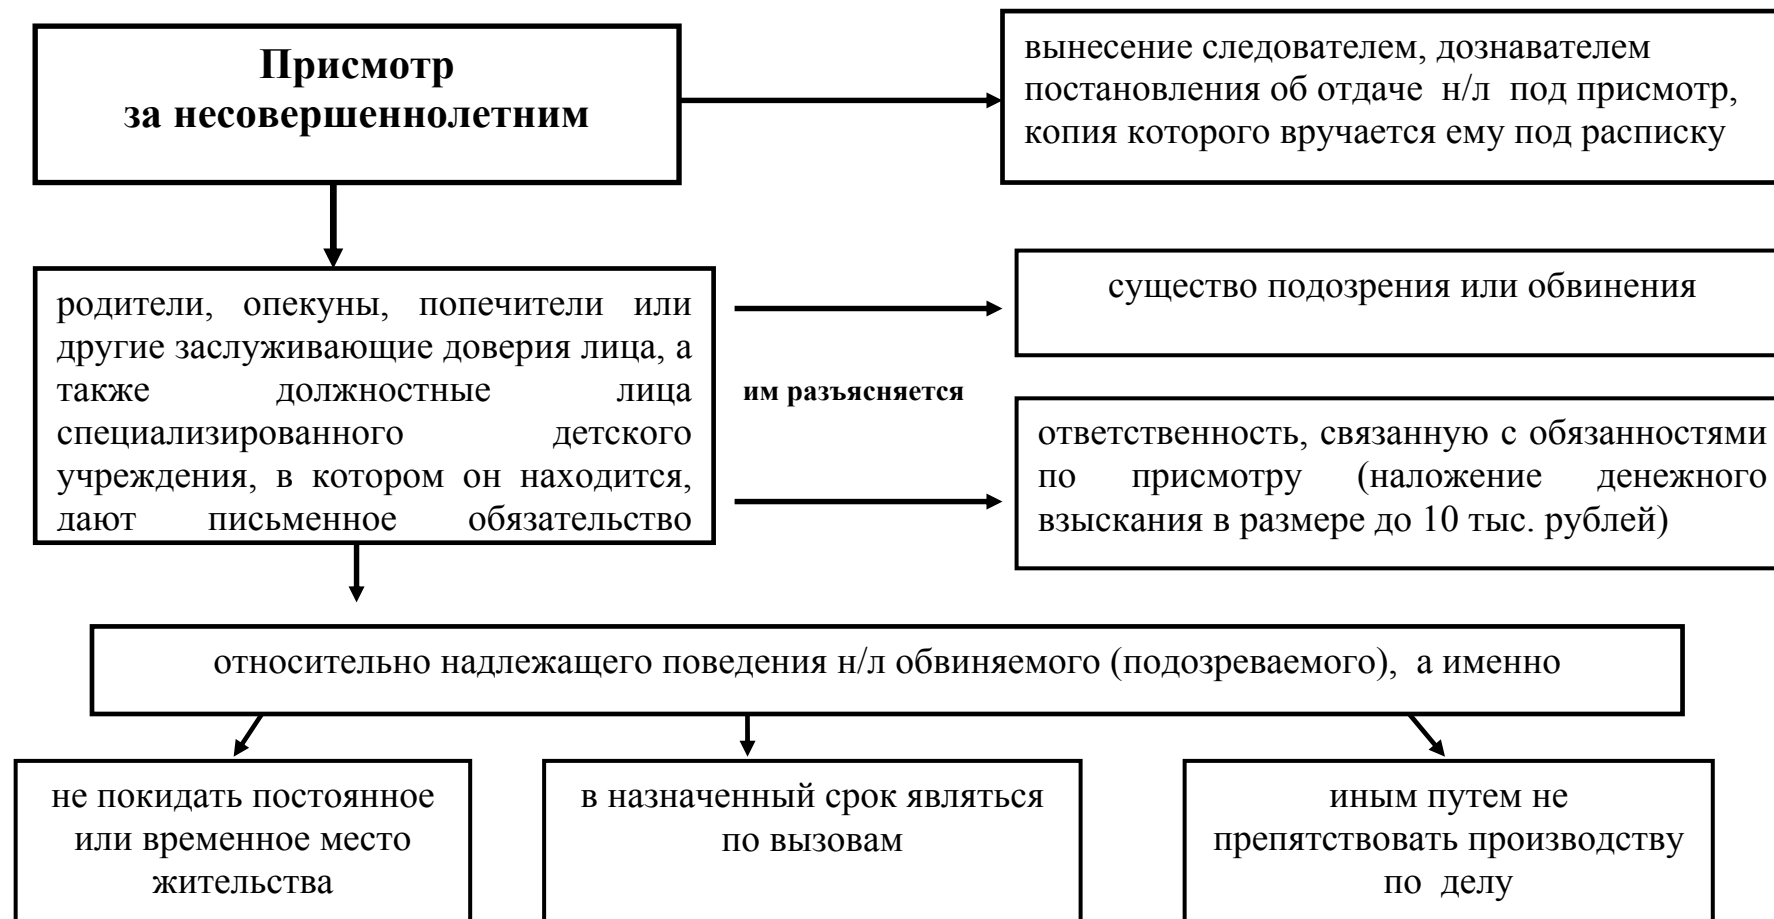 Присмотр
за несовершеннолетним
вынесение следователем, дознавателем
постановления об отдаче н/л под присмотр,
копия которого вручается ему под расписку
родители, опекуны, попечители или
другие заслуживающие доверия лица, а
также должностные лица
специализированного детского
учреждения, в котором он находится,
дают письменное обязательство
им разъясняется
существо подозрения или обвинения
ответственность, связанную с обязанностями
по присмотру (наложение денежного
взыскания в размере до 10 тыс. рублей)
относительно надлежащего поведения н/л обвиняемого (подозреваемого), а именно
не покидать постоянное
или временное место
жительства
в назначенный срок являться
по вызовам
иным путем не
препятствовать производству
по делу